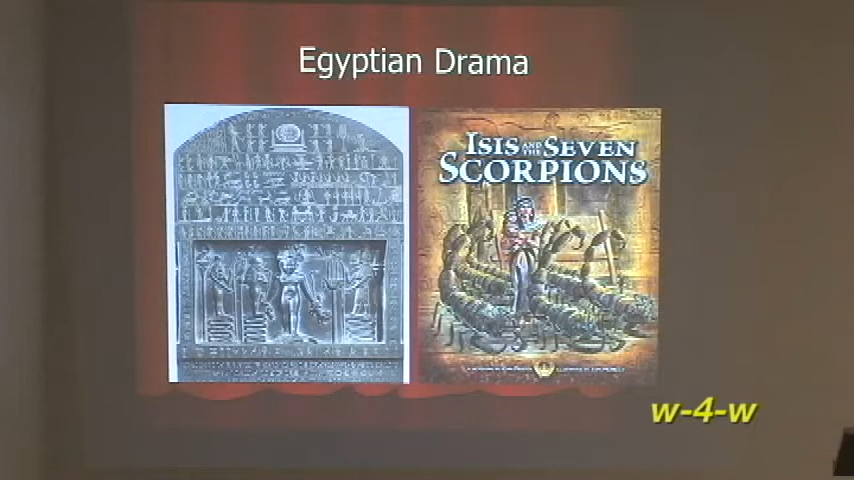 Egyptian Drama
ISIS AND THE SEVEN
SCORPIONS
w-4-w